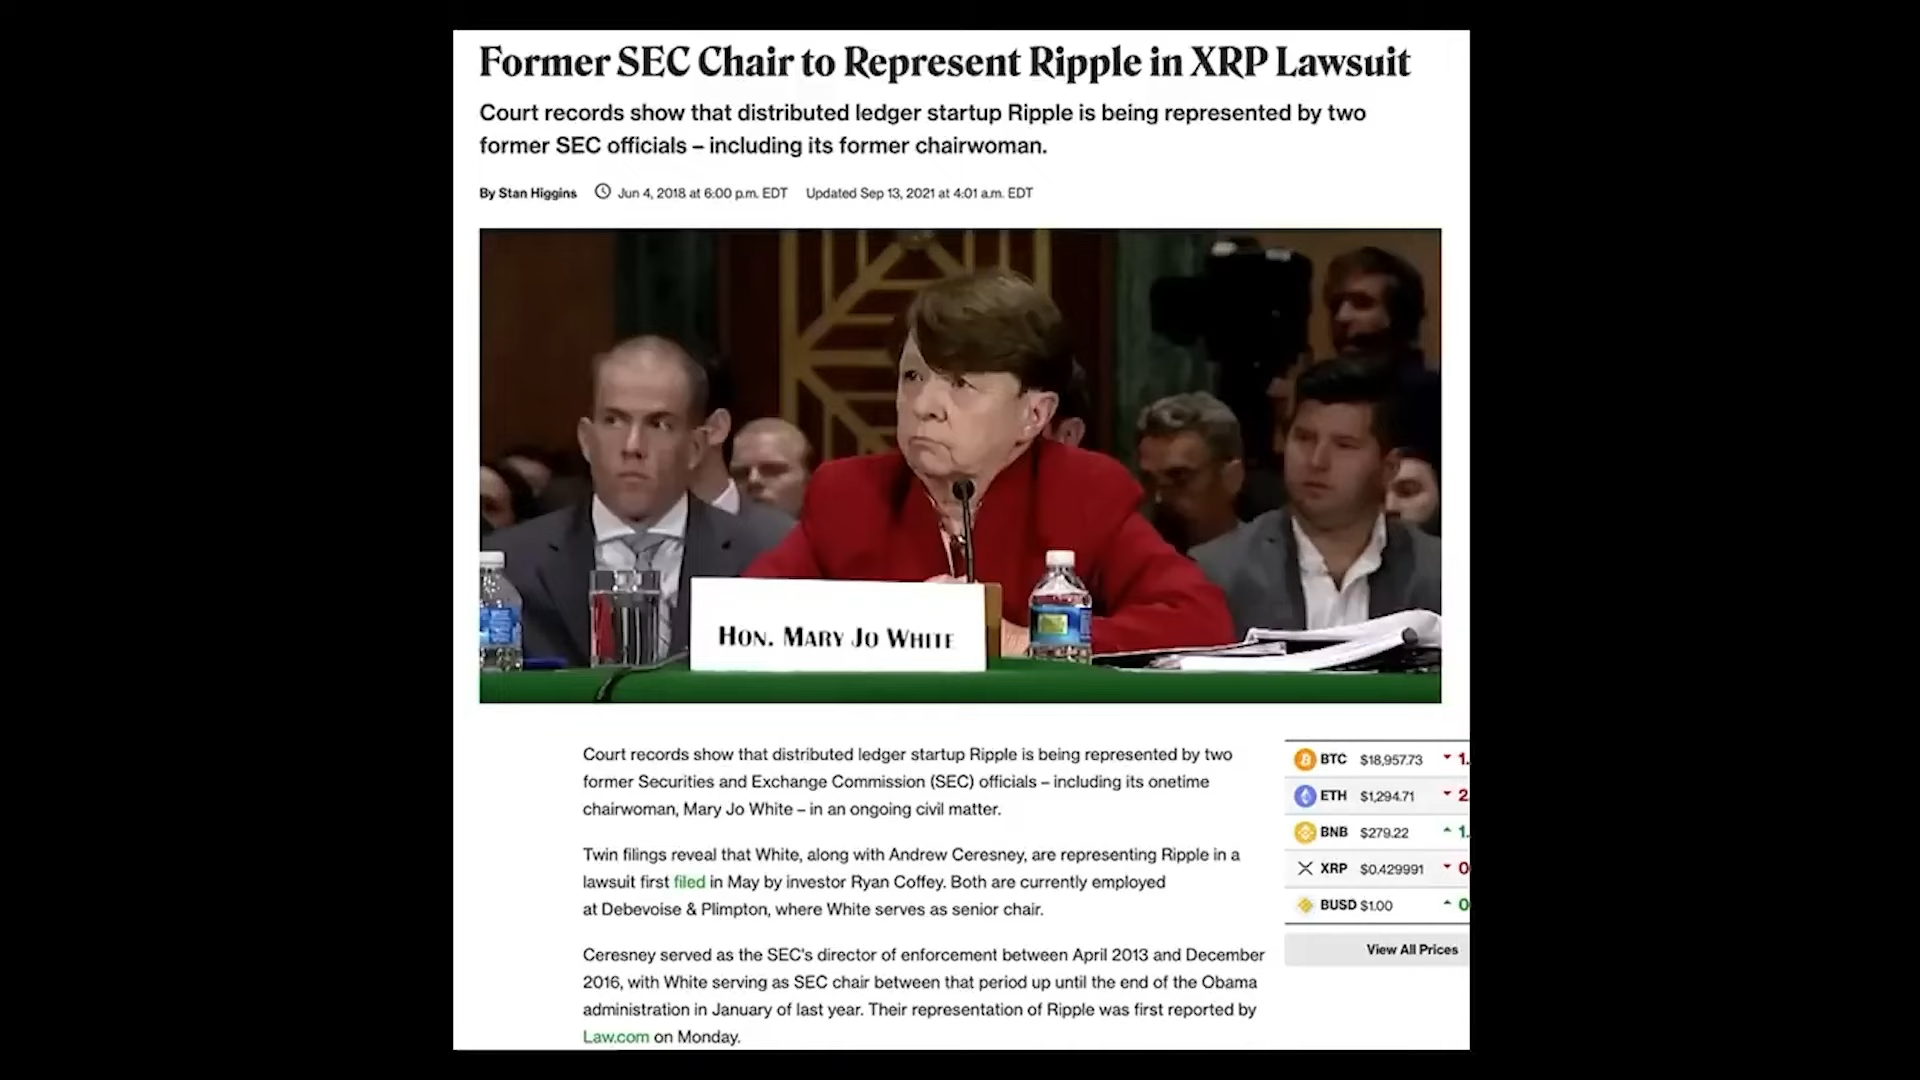 Former SEC Chair to Represent Ripple in XRP Lawsuit
Court records show that distributed ledger startup Ripple is being represented by two
former SEC officials – including its former chairwoman.
By Stan Higgins Jun 4, 2018 at 6:00 p.m. EDT Updated Sep 13, 2021 at 4:01 a.m. EDT
HON. MARY JO WHITE
Court records show that distributed ledger startup Ripple is being represented by two
former Securities and Exchange Commission (SEC) officials – including its onetime
chairwoman, Mary Jo White – in an ongoing civil matter.
Twin filings reveal that White, along with Andrew Ceresney, are representing Ripple in a
lawsuit first filed in May by investor Ryan Coffey. Both are currently employed
at Debevoise & Plimpton, where White serves as senior chair.
Ceresney served as the SEC's director of enforcement between April 2013 and December
2016, with White serving as SEC chair between that period up until the end of the Obama
administration in January of last year. Their representation of Ripple was first reported by
Law.com on Monday.
BTC $18,957.73 1.
ETH $1,294.71 2
BNB $279.22 1.
XRP $0.429991 0
BUSD $1.00 0
View All Prices